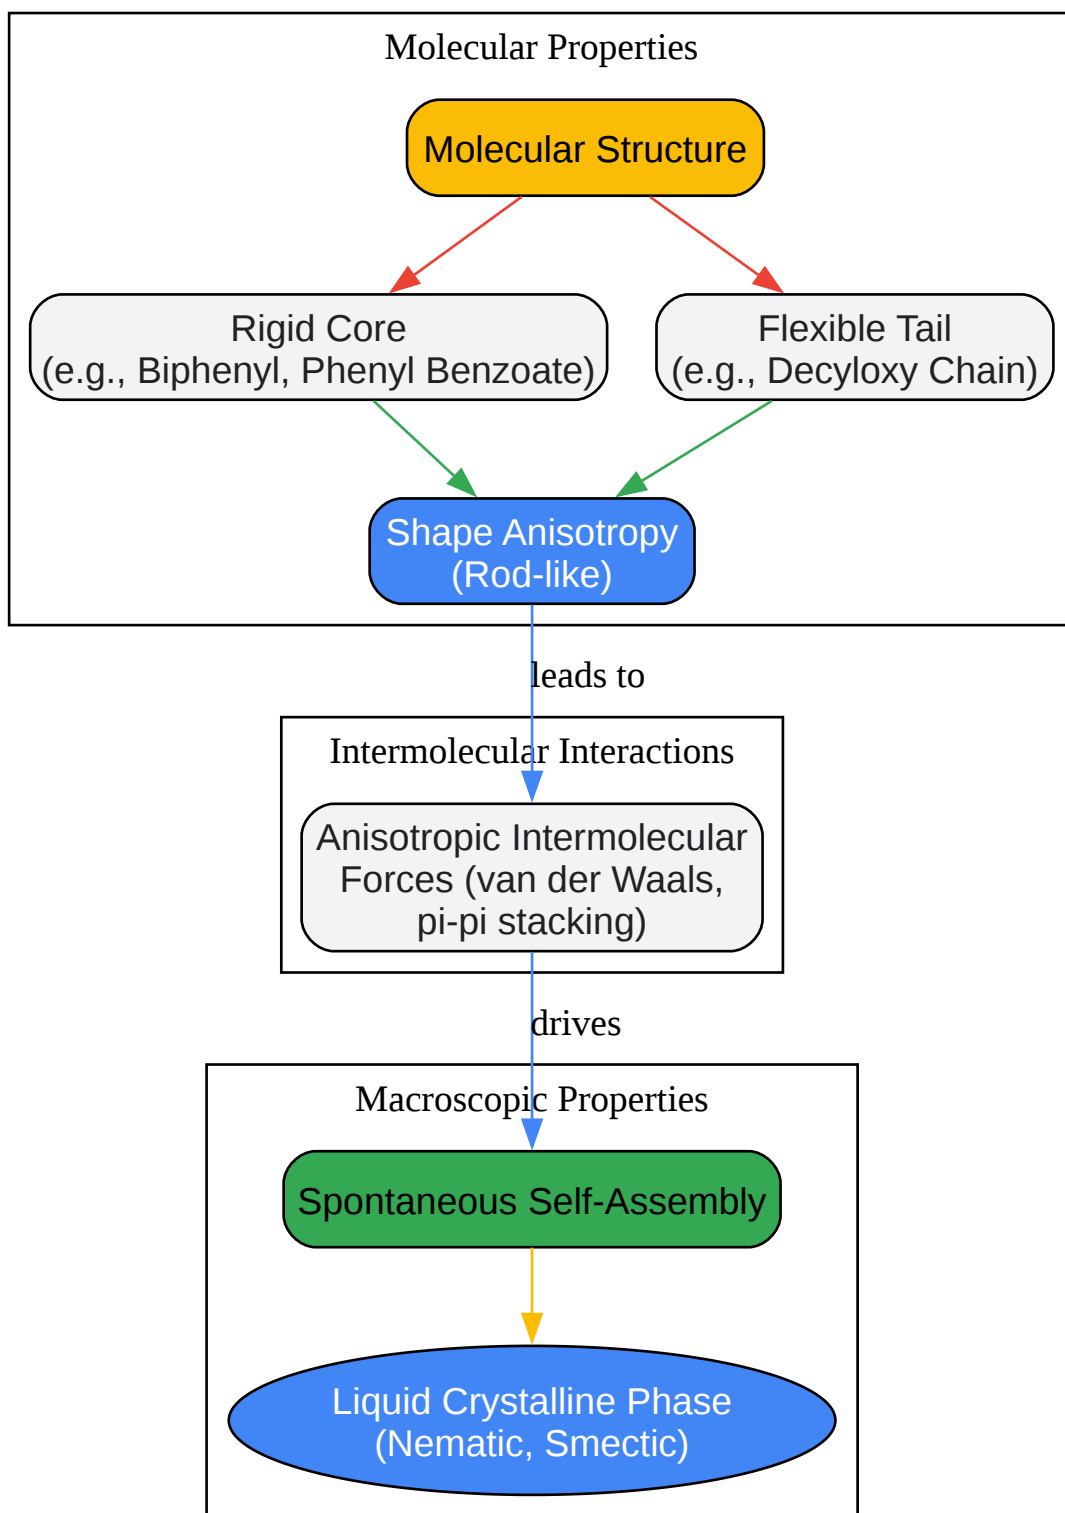 Molecular Properties
Molecular Structure
Rigid Core
(e.g., Biphenyl, Phenyl Benzoate)
Flexible Tail
(e.g., Decyloxy Chain)
Shape Anisotropy
(Rod-like)
leads to
Intermolecular Interactions
Anisotropic Intermolecular
Forces (van der Waals,
pi-pi stacking)
drives
Macroscopic Properties
Spontaneous Self-Assembly
Liquid Crystalline Phase
(Nematic, Smectic)